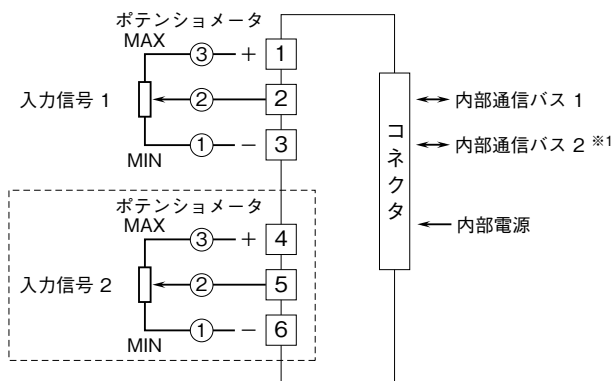 ポテンショメータ
MAX
③ + 1
入力信号 1
② 2
① − 3
MIN
ポテンショメータ
MAX
③ + 4
入力信号 2
② 5
① − 6
MIN
コネクタ
内部通信バス 1
内部通信バス 2 ※1
内部電源